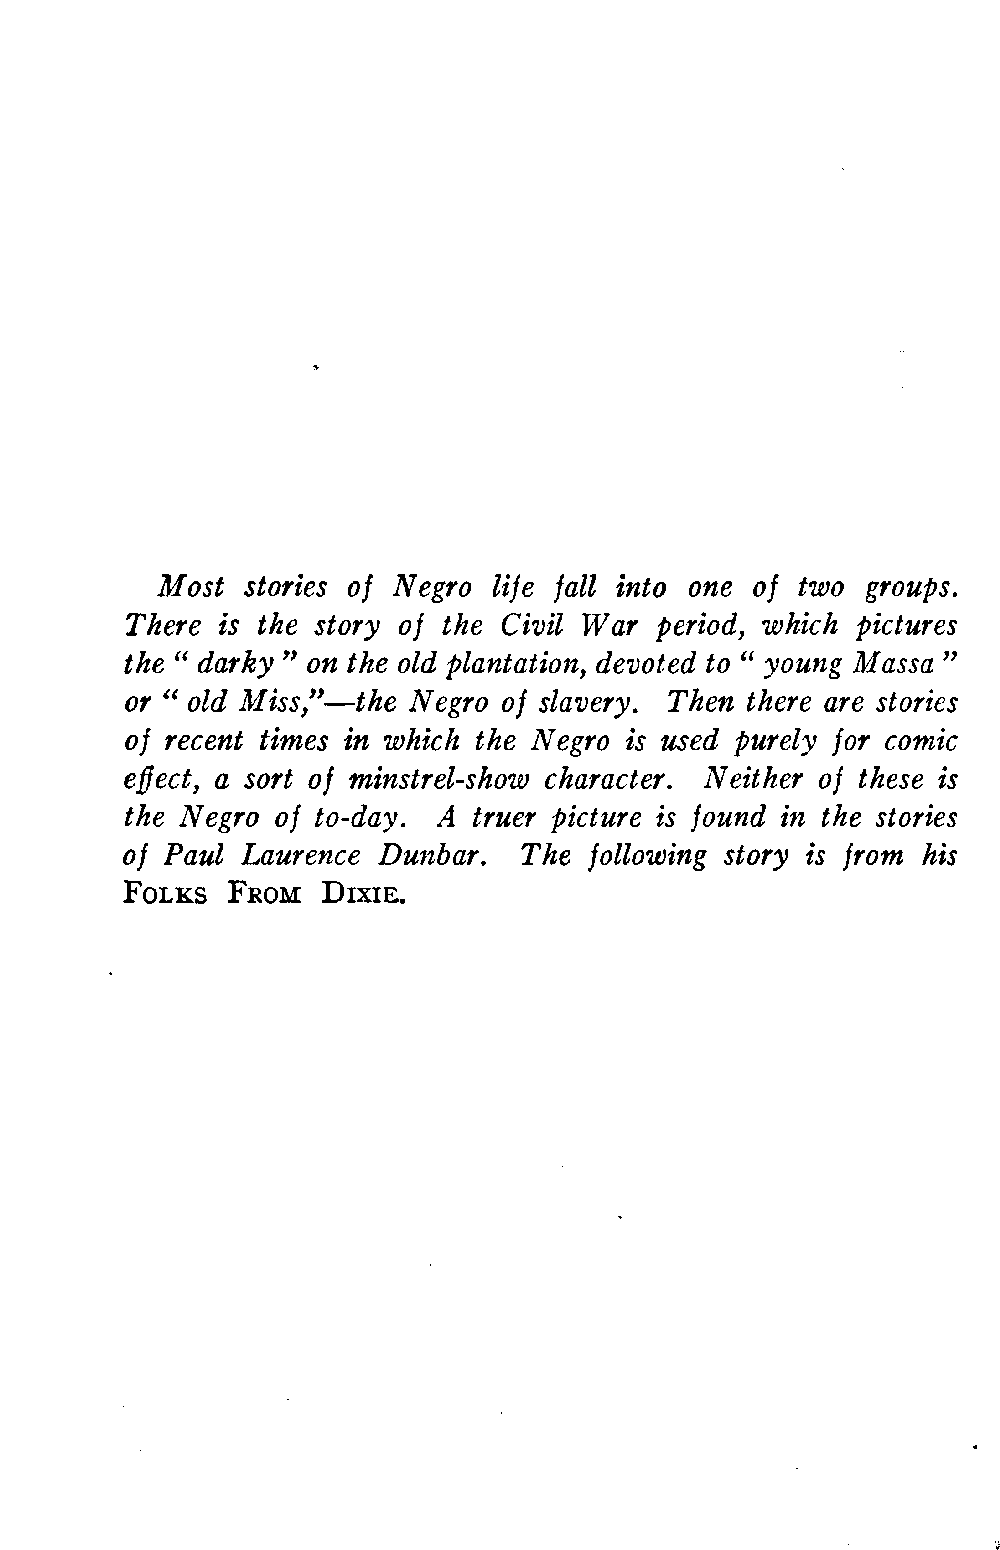 Most stories of Negro life fall into one of two groups.
There is the story of the Civil War period, which pictures
the “ darky ” on the old plantation, devoted to “ young Massa ”
or “ old Miss,”—the Negro of slavery. Then there are stories
of recent times in which the Negro is used purely for comic
effect, a sort of minstrel-show character. Neither of these is
the Negro of to-day. A truer picture is found in the stories
of Paul Laurence Dunbar. The following story is from his
FOLKS FROM DIXIE.